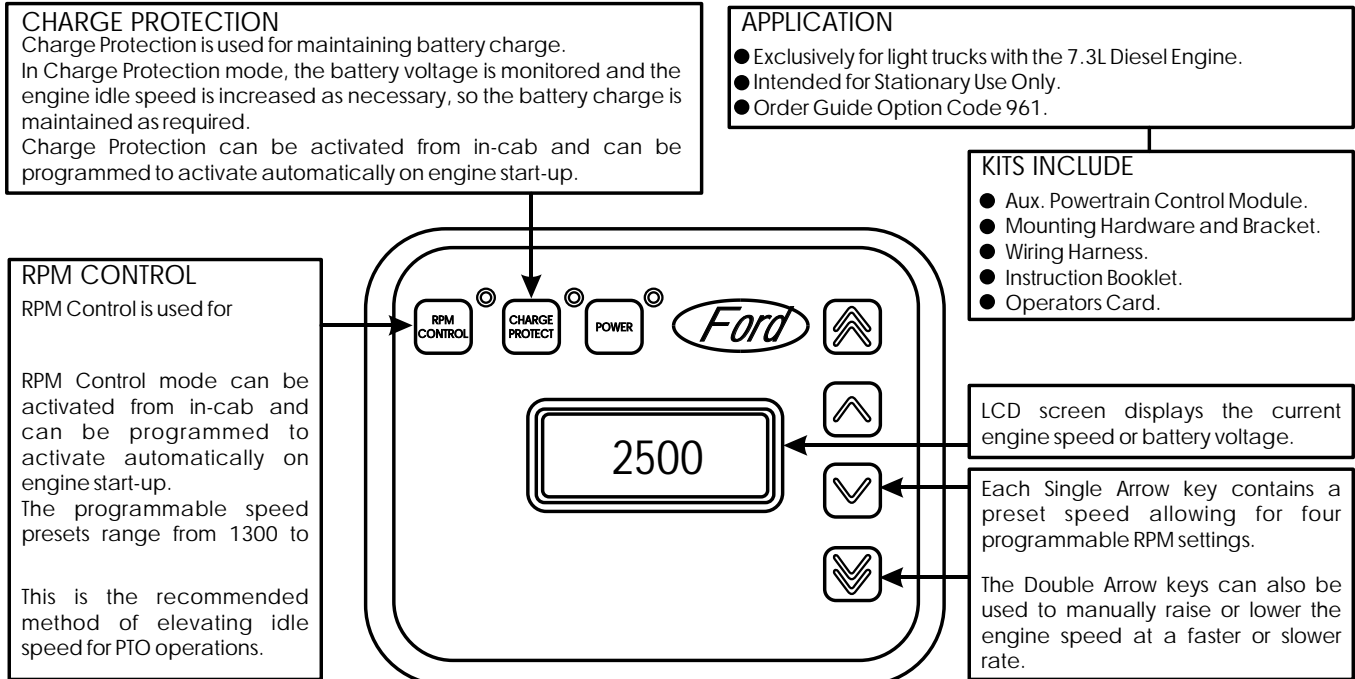 CHARGE PROTECTION
Charge Protection is used for maintaining battery charge.
In Charge Protection mode, the battery voltage is monitored and the
engine idle speed is increased as necessary, so the battery charge is
maintained as required.
Charge Protection can be activated from in-cab and can be
programmed to activate automatically on engine start-up.
APPLICATION
● Exclusively for light trucks with the 7.3L Diesel Engine.
● Intended for Stationary Use Only.
● Order Guide Option Code 961.
KITS INCLUDE
● Aux. Powertrain Control Module.
● Mounting Hardware and Bracket.
● Wiring Harness.
● Instruction Booklet.
● Operators Card.
RPM CONTROL
RPM Control is used for
RPM Control mode can be
activated from in-cab and
can be programmed to
activate automatically on
engine start-up.
The programmable speed
presets range from 1300 to
This is the recommended
method of elevating idle
speed for PTO operations.
RPM
CONTROL
CHARGE
PROTECT
POWER
Ford
2500
LCD screen displays the current
engine speed or battery voltage.
Each Single Arrow key contains a
preset speed allowing for four
programmable RPM settings.
The Double Arrow keys can also be
used to manually raise or lower the
engine speed at a faster or slower
rate.